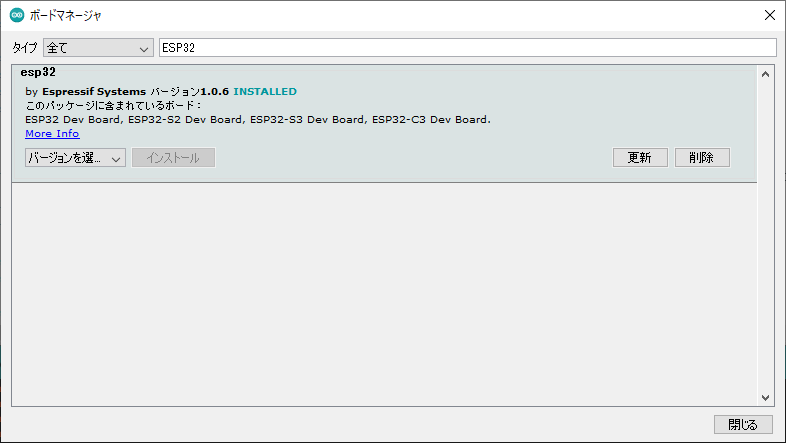 ボードマネージャ
タイプ 全て ESP32
esp32
by Espressif Systems バージョン1.0.6 INSTALLED
このパッケージに含まれているボード：
ESP32 Dev Board, ESP32-S2 Dev Board, ESP32-S3 Dev Board, ESP32-C3 Dev Board.
More Info
バージョンを選... インストール 更新 削除
閉じる